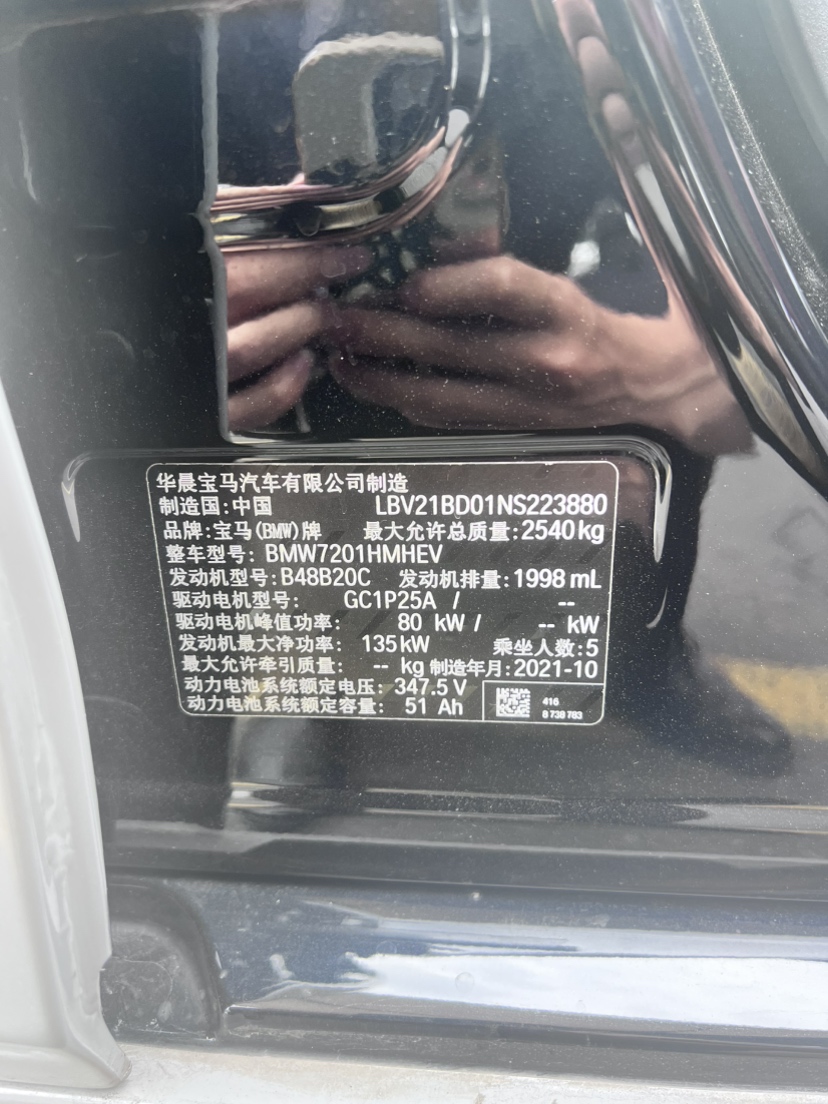 华晨宝马汽车有限公司制造
制造国:中国 LBV21BD01NS223880
品牌:宝马(BMW)牌 最大允许总质量:2540kg
整车型号: BMW7201HMHEV
发动机型号:B48B20C 发动机排量:1998 mL
驱动电机型号: GC1P25A / --
驱动电机峰值功率: 80 kW / -- kW
发动机最大净功率: 135kW 乘坐人数:5
最大允许牵引质量: -- kg 制造年月:2021-10
动力电池系统额定电压: 347.5 V
动力电池系统额定容量: 51 Ah
416
8 738 783